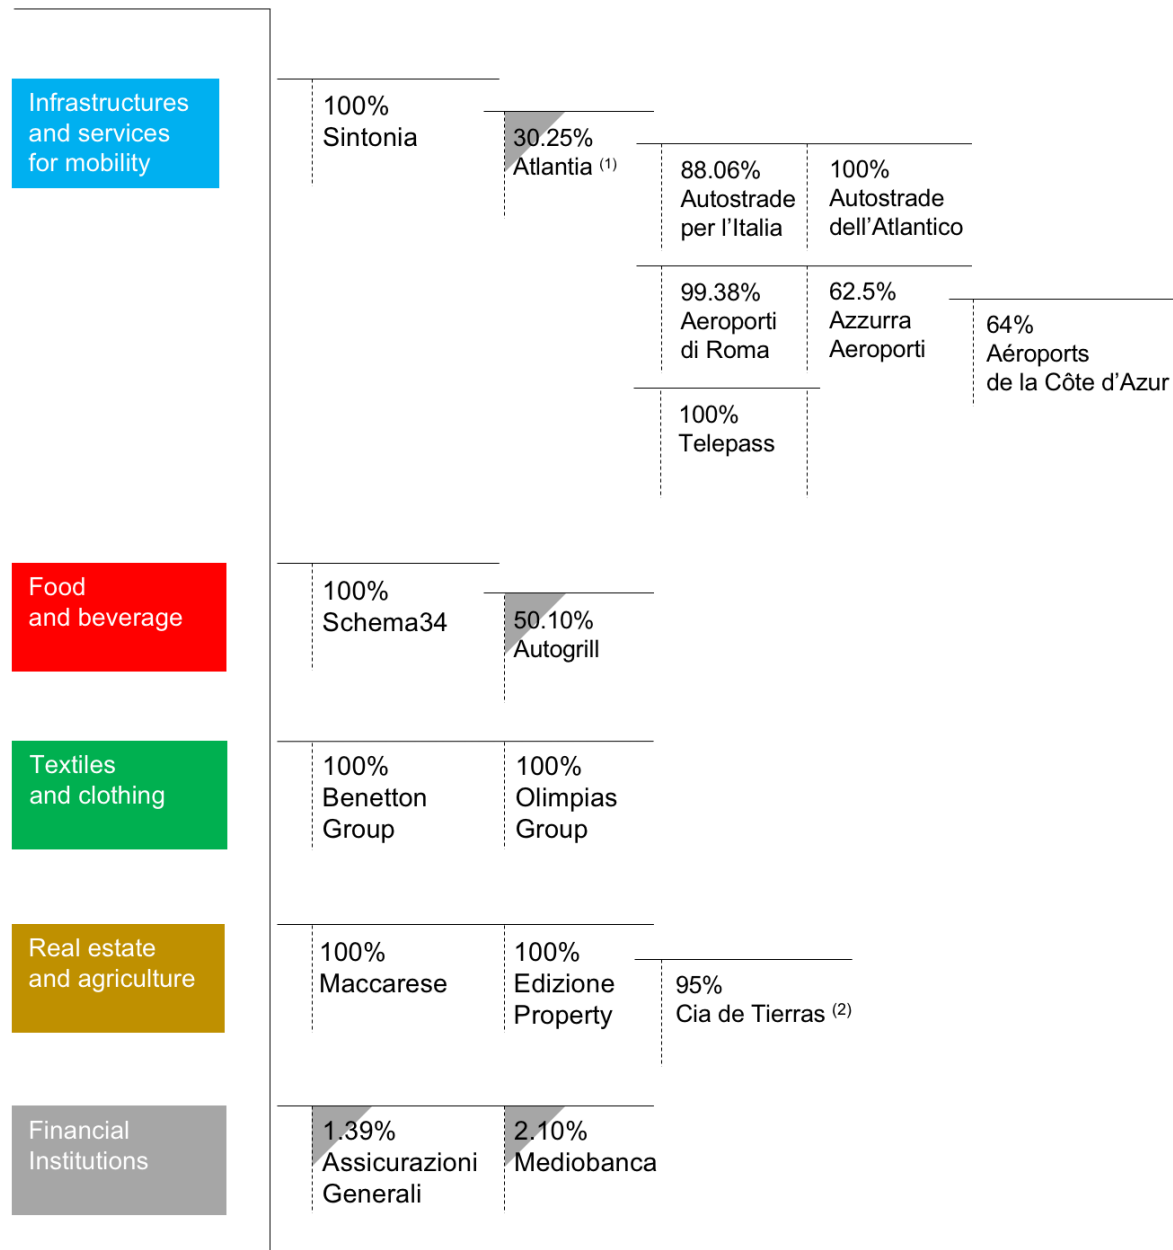 Infrastructures
and services
for mobility
100%
Sintonia
30.25%
Atlantia (1)
88.06%
Autostrade
per l'Italia
100%
Autostrade
dell'Atlantico
99.38%
Aeroporti
di Roma
62.5%
Azzurra
Aeroporti
64%
Aéroports
de la Côte d'Azur
100%
Telepass
Food
and beverage
100%
Schema34
50.10%
Autogrill
Textiles
and clothing
100%
Benetton
Group
100%
Olimpias
Group
Real estate
and agriculture
100%
Maccarese
100%
Edizione
Property
95%
Cia de Tierras (2)
Financial
Institutions
1.39%
Assicurazioni
Generali
2.10%
Mediobanca